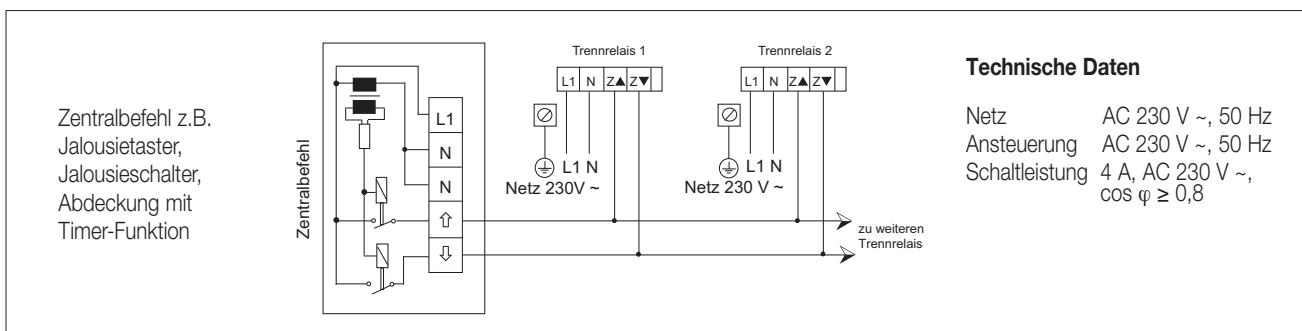 Zentralbefehl z.B.
Jalousietaster,
Jalousieschalter,
Abdeckung mit
Timer-Funktion
Zentralbefehl
L1
N
N
⇧
⇩
Trennrelais 1
L1 N Z▲ Z▼
L1 N
Netz 230V ~
Trennrelais 2
L1 N Z▲ Z▼
L1 N
Netz 230 V ~
zu weiteren
Trennrelais
Technische Daten
Netz AC 230 V ~, 50 Hz
Ansteuerung AC 230 V ~, 50 Hz
Schaltleistung 4 A, AC 230 V ~,
cos φ ≥ 0,8